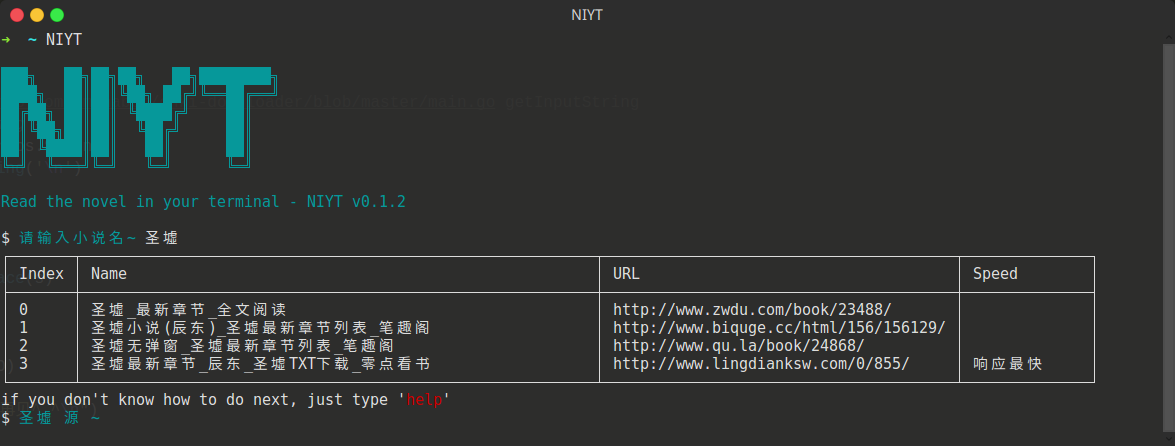 NIYT
➜ ~ NIYT
NIYT
Read the novel in your terminal - NIYT v0.1.2
$ 请输入小说名~ 圣墟
Index Name URL Speed
0 圣墟_最新章节_全文阅读 http://www.zwdu.com/book/23488/
1 圣墟小说(辰东)_圣墟最新章节列表_笔趣阁 http://www.biquge.cc/html/156/156129/
2 圣墟无弹窗_圣墟最新章节列表_笔趣阁 http://www.qu.la/book/24868/
3 圣墟最新章节_辰东_圣墟TXT下载_零点看书 http://www.lingdianksw.com/0/855/ 响应最快
if you don't know how to do next, just type 'help'
$ 圣墟 源 ~